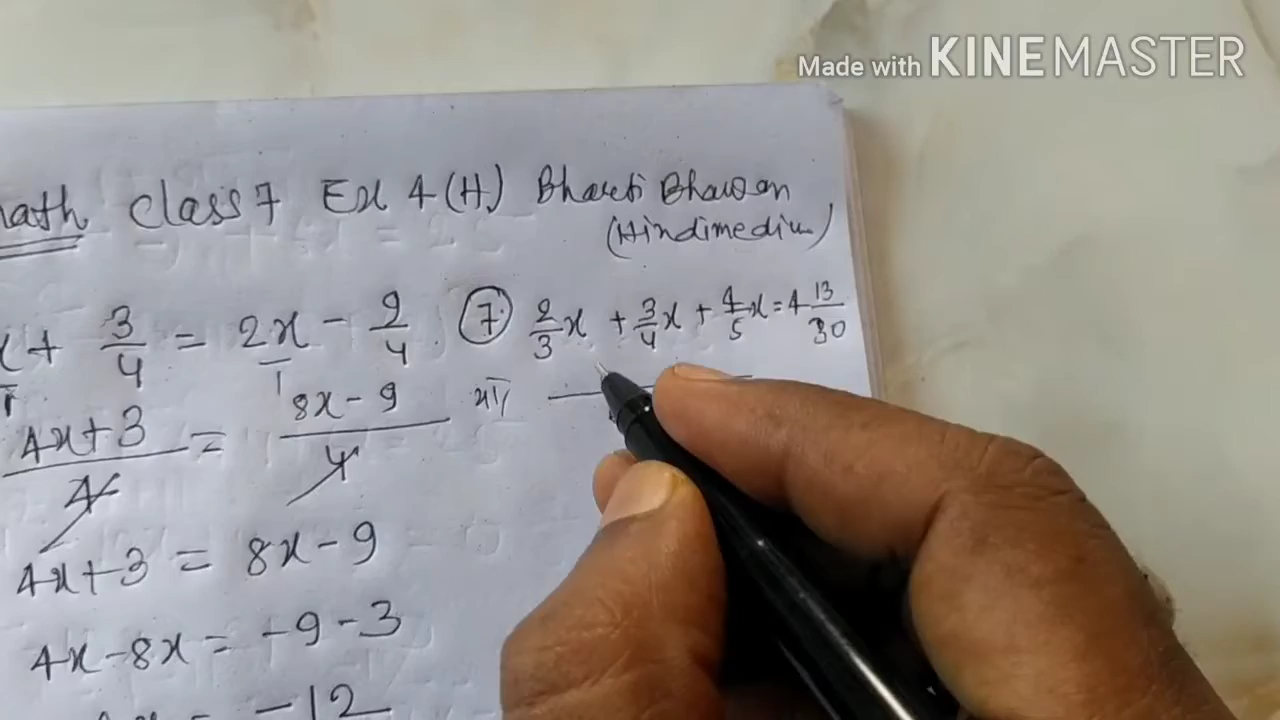 Made with KINEMASTER
math class 7 Ex 4 (H) Bharti Bhawan
(Hindimedium)
x + 3/4 = 2x/1 - 9/4
4x+3/4 = 8x-9/4
4x+3 = 8x-9
4x-8x = -9-3
-12
⑦ 2/3x + 3/4x + 4/5x = 4 13/30
या